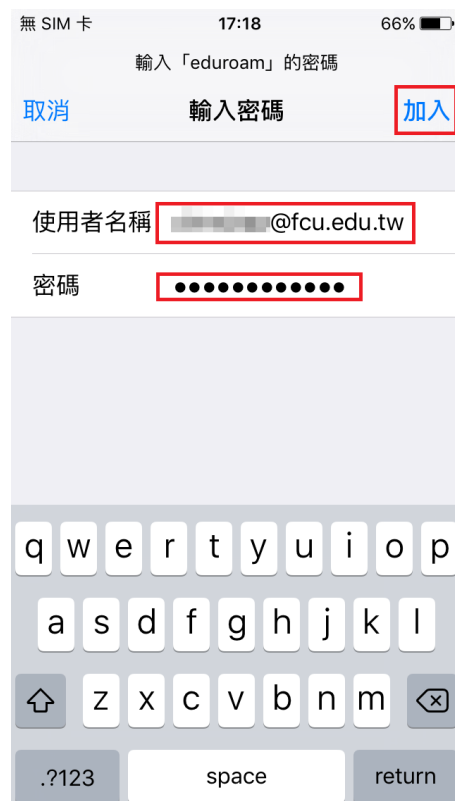 無 SIM 卡 17:18 66%
輸入「eduroam」的密碼
取消 輸入密碼 加入
使用者名稱 @fcu.edu.tw
密碼 ●●●●●●●●●●●●
q w e r t y u i o p
a s d f g h j k l
z x c v b n m
.?123 space return